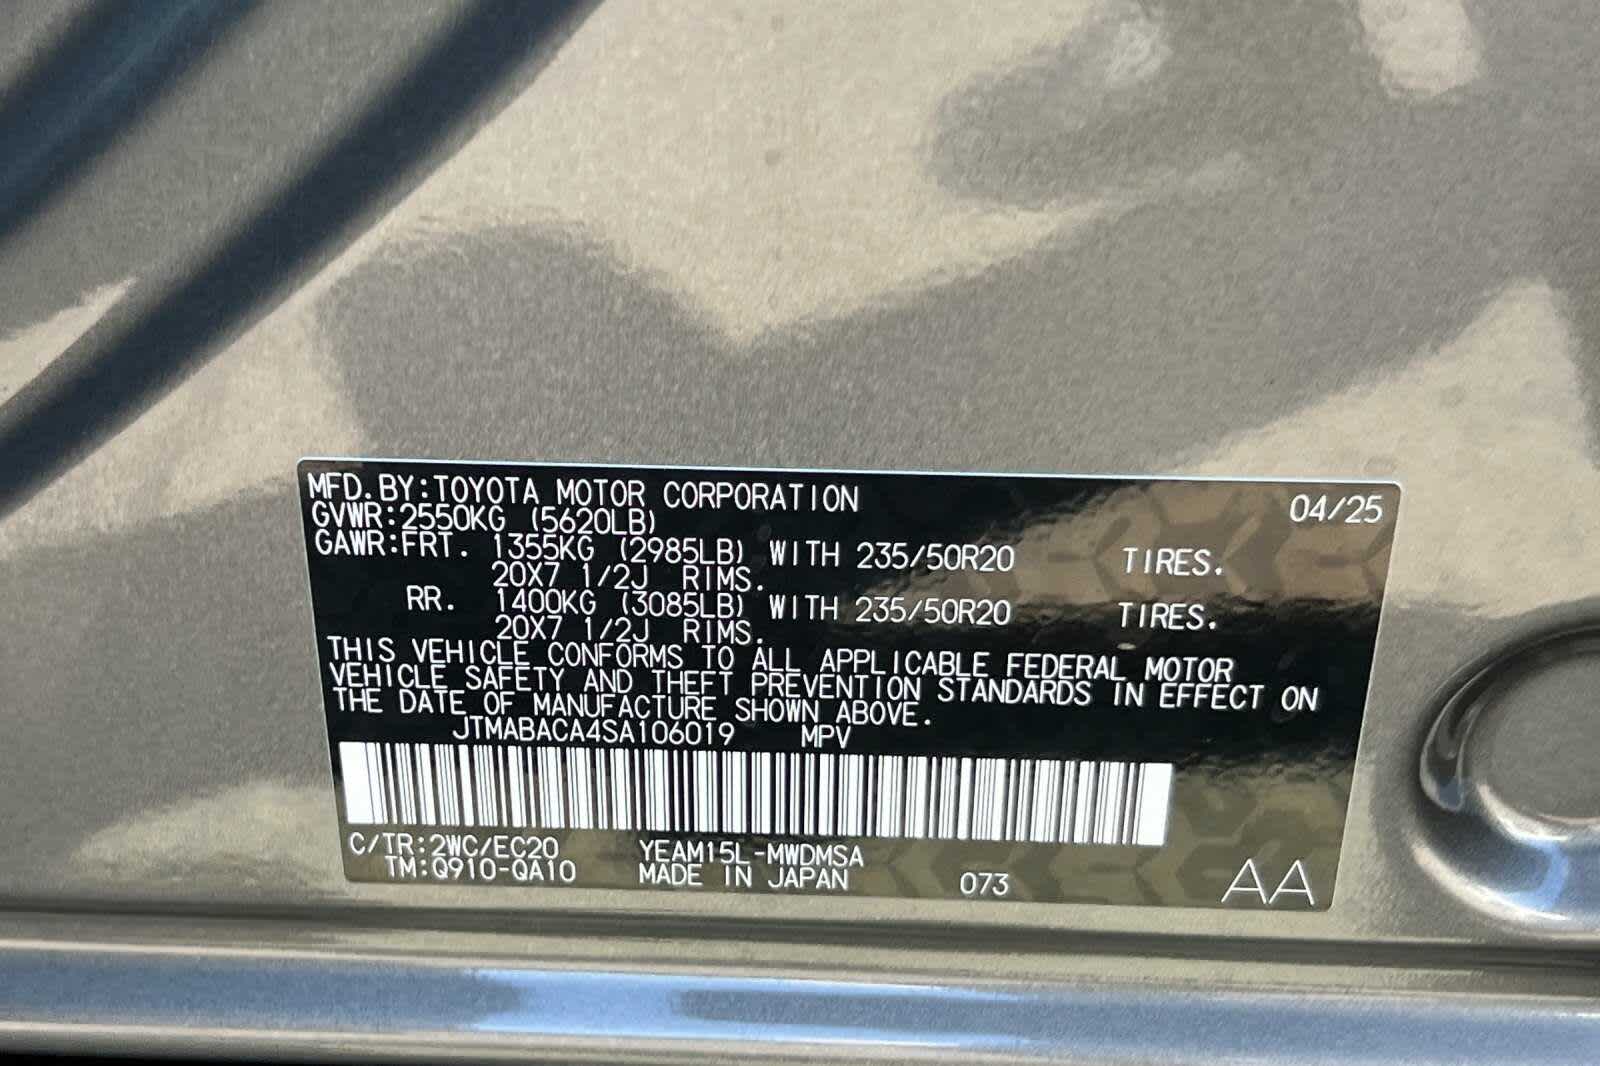 MFD.BY:TOYOTA MOTOR CORPORATION 04/25
GVWR:2550KG (5620LB)
GAWR:FRT. 1355KG (2985LB) WITH 235/50R20 TIRES.
20X7 1/2J RIMS.
RR. 1400KG (3085LB) WITH 235/50R20 TIRES.
20X7 1/2J RIMS.
THIS VEHICLE CONFORMS TO ALL APPLICABLE FEDERAL MOTOR
VEHICLE SAFETY AND THEFT PREVENTION STANDARDS IN EFFECT ON
THE DATE OF MANUFACTURE SHOWN ABOVE.
JTMABACA4SA106019 MPV
C/TR:2WC/EC20 YEAM15L-MWDMSA
TM:Q910-QA10 MADE IN JAPAN 073 AA